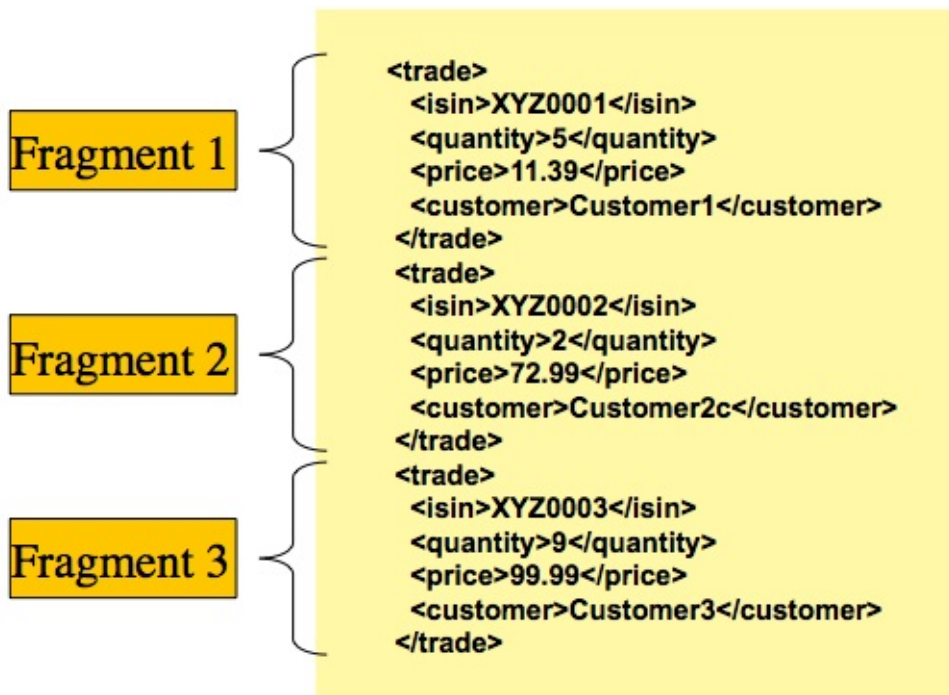 Fragment 1
<trade>
<isin>XYZ0001</isin>
<quantity>5</quantity>
<price>11.39</price>
<customer>Customer1</customer>
</trade>
Fragment 2
<trade>
<isin>XYZ0002</isin>
<quantity>2</quantity>
<price>72.99</price>
<customer>Customer2c</customer>
</trade>
Fragment 3
<trade>
<isin>XYZ0003</isin>
<quantity>9</quantity>
<price>99.99</price>
<customer>Customer3</customer>
</trade>